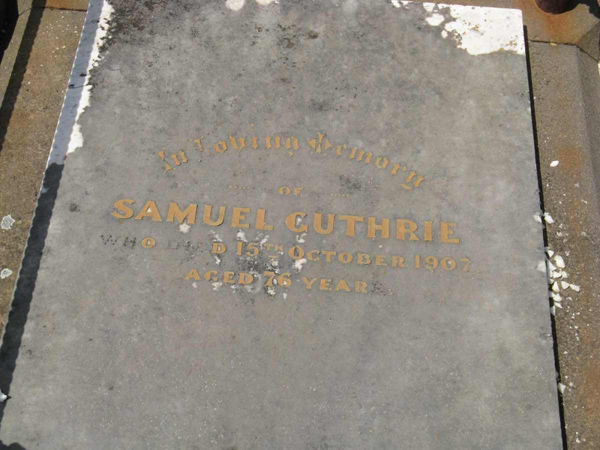 In Loving Memory
OF
SAMUEL GUTHRIE
WHO DIED 15TH OCTOBER 1907
AGED 76 YEARS